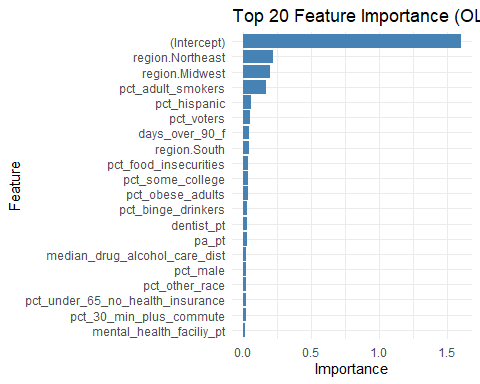 Top 20 Feature Importance (OL
(Intercept)
region.Northeast
region.Midwest
pct_adult_smokers
pct_hispanic
pct_voters
days_over_90_f
region.South
pct_food_insecurities
pct_some_college
pct_obese_adults
pct_binge_drinkers
dentist_pt
pa_pt
median_drug_alcohol_care_dist
pct_male
pct_other_race
pct_under_65_no_health_insurance
pct_30_min_plus_commute
mental_health_faciliy_pt
Feature
0.0 0.5 1.0 1.5
Importance